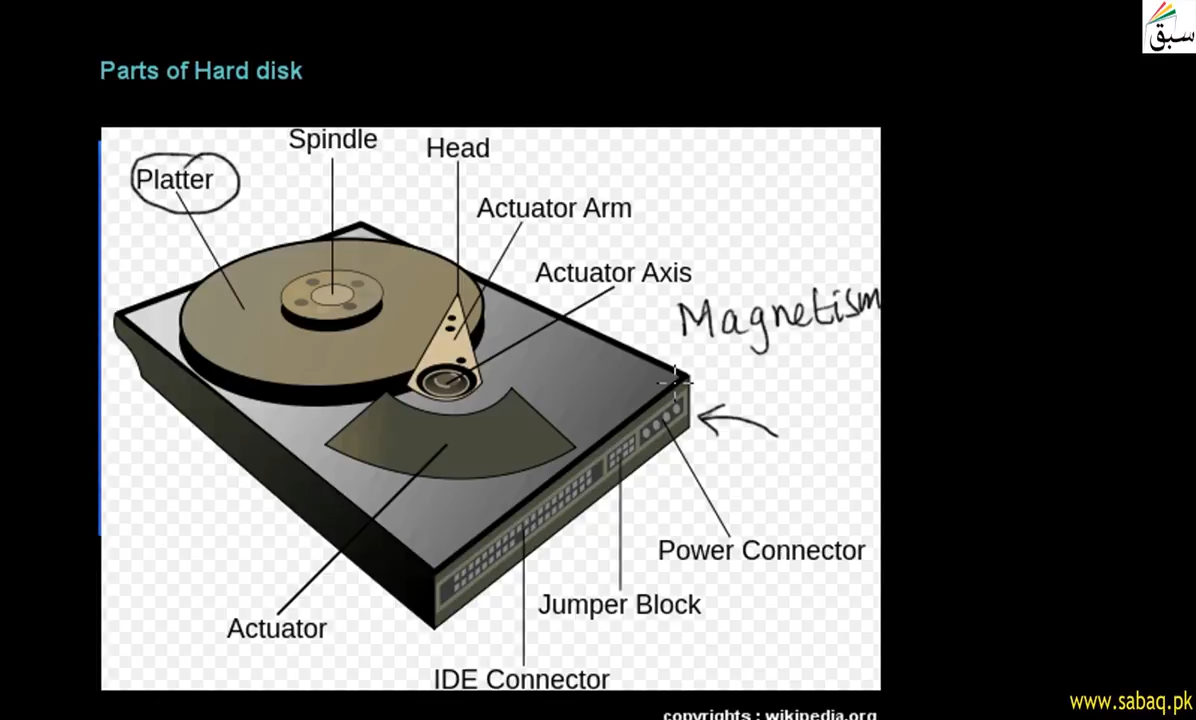 سبق
Parts of Hard disk
Spindle
Head
Platter
Actuator Arm
Actuator Axis
Magnetism
Power Connector
Jumper Block
Actuator
IDE Connector
www.sabaq.pk
copyrights : wikipedia.org